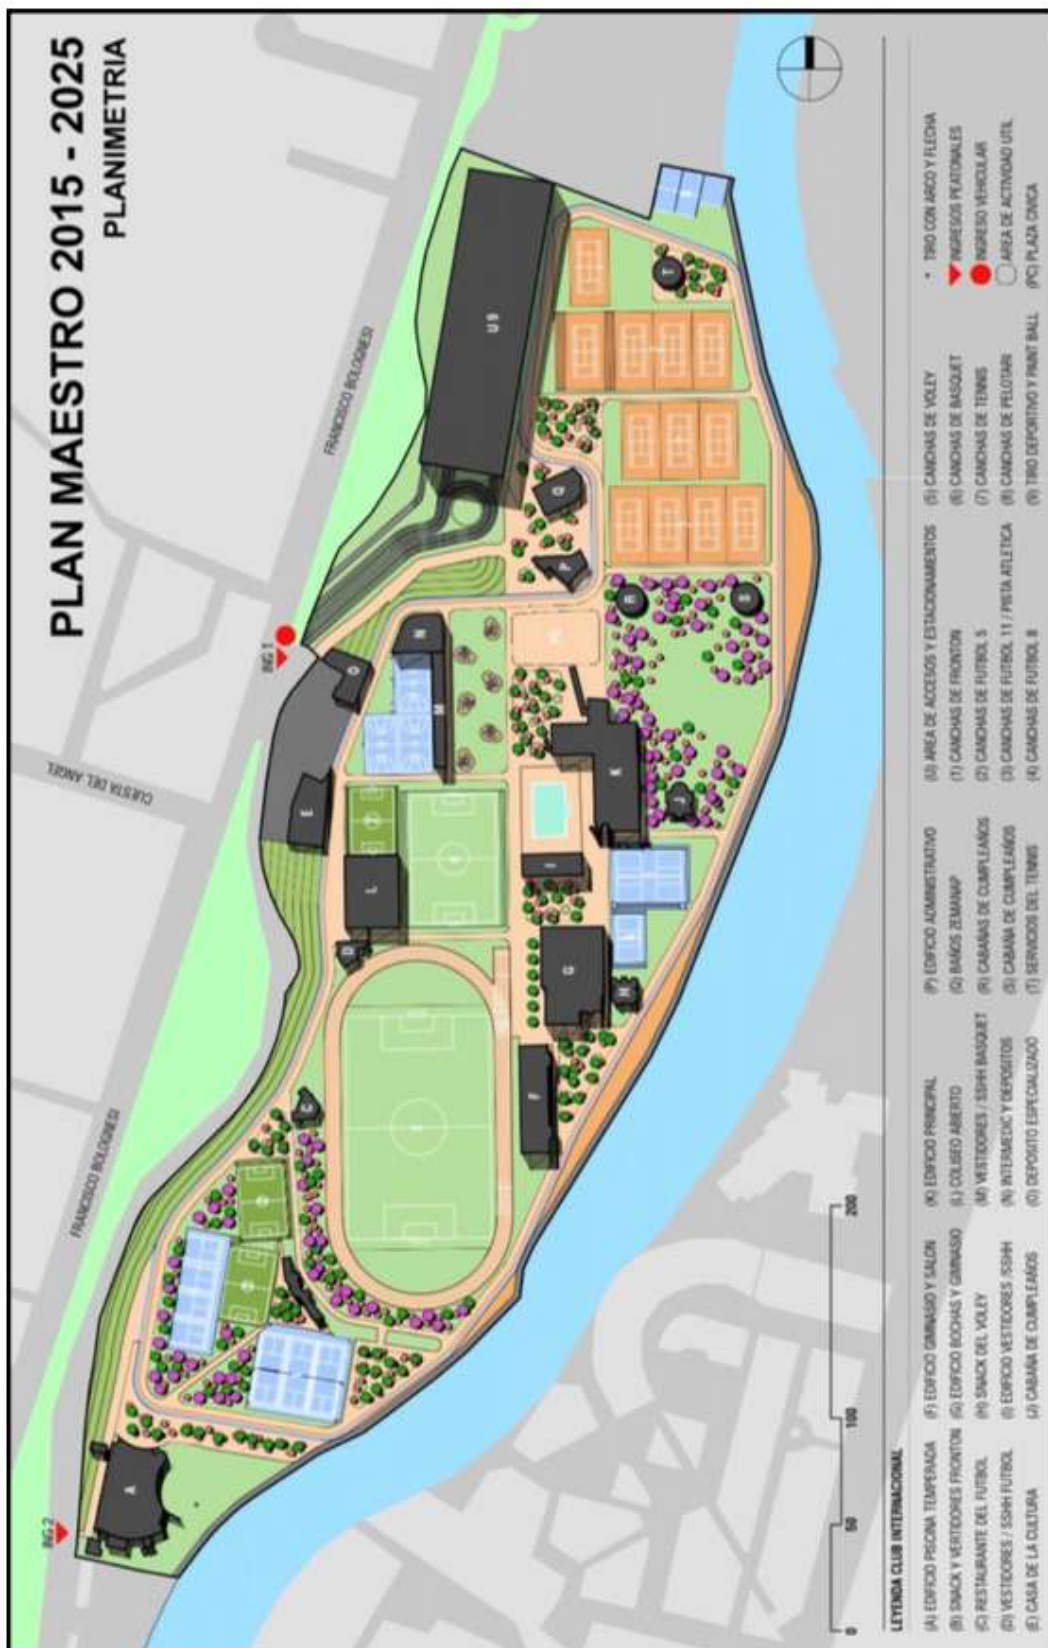 PLAN MAESTRO 2015 - 2025
PLANIMETRIA
FRANCISCO BOLOGNESI
FRANCISCO BOLOGNESI
CUESTA DEL ANGEL
ING 1
ING 2
A
C
D
E
F
G
H
I
J
K
L
M
N
O
P
Q
R
S
T
U 9
0
50
100
200
LEYENDA CLUB INTERNACIONAL
(A) EDIFICIO PISCINA TEMPERADA
(B) SNACK Y VERTIDORES FRONTON
(C) RESTAURANTE DEL FUTBOL
(D) VESTIDORES / SSHH FUTBOL
(E) CASA DE LA CULTURA
(F) EDIFICIO GIMNASIO Y SALON
(G) EDIFICIO BOCHAS Y GIMNASIO
(H) SNACK DEL VOLEY
(I) EDIFICIO VESTIDORES /SSHH
(J) CABAÑA DE CUMPLEAÑOS
(K) EDIFICIO PRINCIPAL
(L) COLISEO ABIERTO
(M) VESTIDORES / SSHH BASQUET
(N) INTERMEDIC Y DEPOSITOS
(O) DEPOSITO ESPECIALIZADO
(P) EDIFICIO ADMINISTRATIVO
(Q) BAÑOS ZEMANAP
(R) CABAÑAS DE CUMPLEAÑOS
(S) CABAÑA DE CUMPLEAÑOS
(T) SERVICIOS DEL TENNIS
(U) AREA DE ACCESOS Y ESTACIONAMIENTOS
(1) CANCHAS DE FRONTON
(2) CANCHAS DE FUTBOL 5
(3) CANCHAS DE FUTBOL 11 / PISTA ATLETICA
(4) CANCHAS DE FUTBOL 8
(5) CANCHAS DE VOLEY
(6) CANCHAS DE BASQUET
(7) CANCHAS DE TENNIS
(8) CANCHAS DE PELOTARI
(9) TIRO DEPORTIVO Y PAINT BALL
* TIRO CON ARCO Y FLECHA
INGRESOS PEATONALES
INGRESO VEHICULAR
AREA DE ACTIVIDAD UTIL
(PC) PLAZA CIVICA